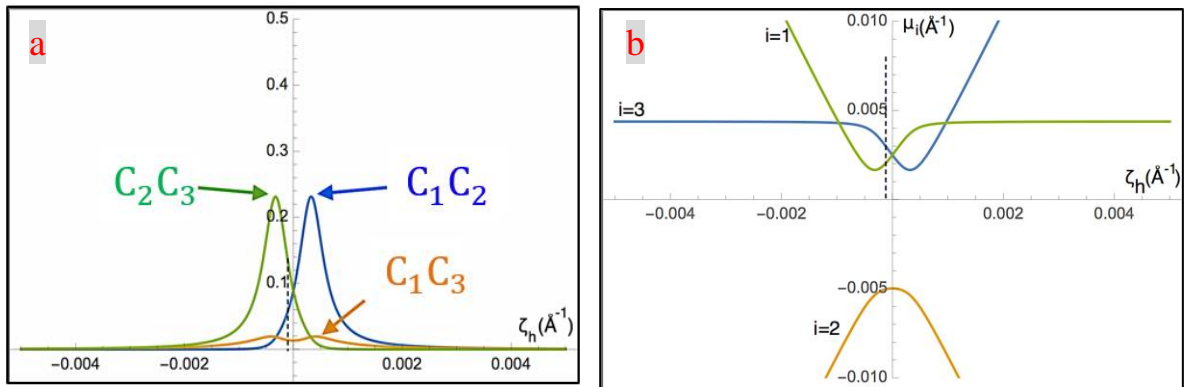 a
0.5
0.4
0.3
0.2
0.1
C₂C₃
C₁C₂
C₁C₃
ζₕ(Å⁻¹)
−0.004
−0.002
0.002
0.004
b
0.010
μᵢ(Å⁻¹)
i=1
0.005
i=3
ζₕ(Å⁻¹)
−0.004
−0.002
0.002
0.004
−0.005
i=2
−0.010